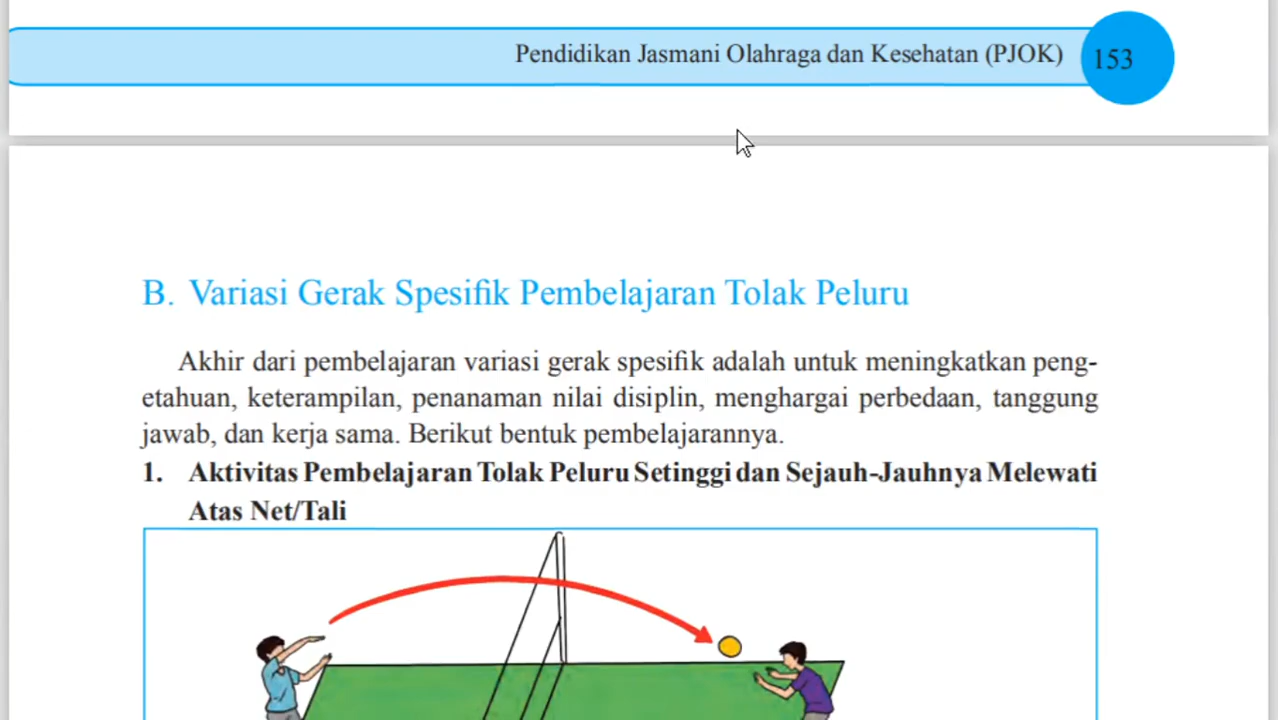 Pendidikan Jasmani Olahraga dan Kesehatan (PJOK) 153
B. Variasi Gerak Spesifik Pembelajaran Tolak Peluru
Akhir dari pembelajaran variasi gerak spesifik adalah untuk meningkatkan peng-
etahuan, keterampilan, penanaman nilai disiplin, menghargai perbedaan, tanggung
jawab, dan kerja sama. Berikut bentuk pembelajarannya.
1. Aktivitas Pembelajaran Tolak Peluru Setinggi dan Sejauh-Jauhnya Melewati
Atas Net/Tali